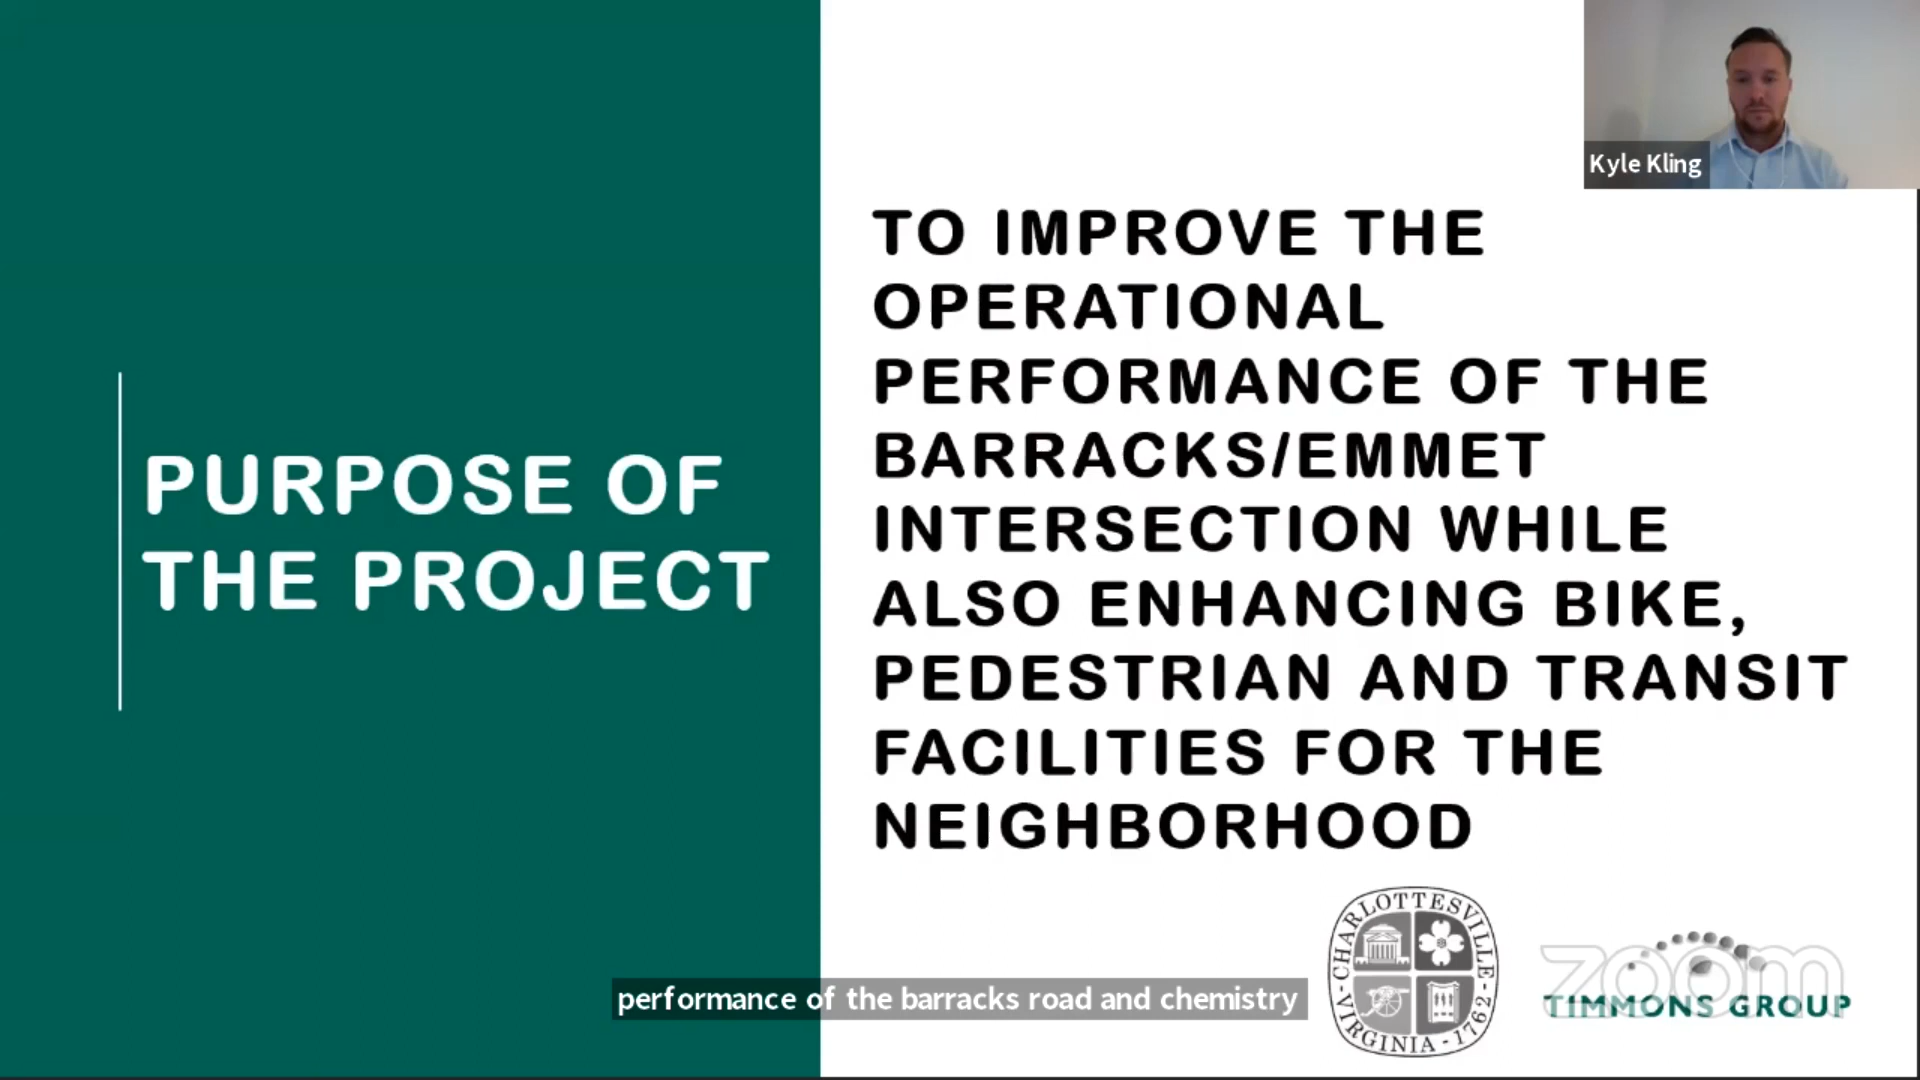 PURPOSE OF
THE PROJECT
Kyle Kling
TO IMPROVE THE
OPERATIONAL
PERFORMANCE OF THE
BARRACKS/EMMET
INTERSECTION WHILE
ALSO ENHANCING BIKE,
PEDESTRIAN AND TRANSIT
FACILITIES FOR THE
NEIGHBORHOOD
performance of the barracks road and chemistry
CHARLOTTESVILLE
-VIRGINIA-1762-
zoom
TIMMONS GROUP